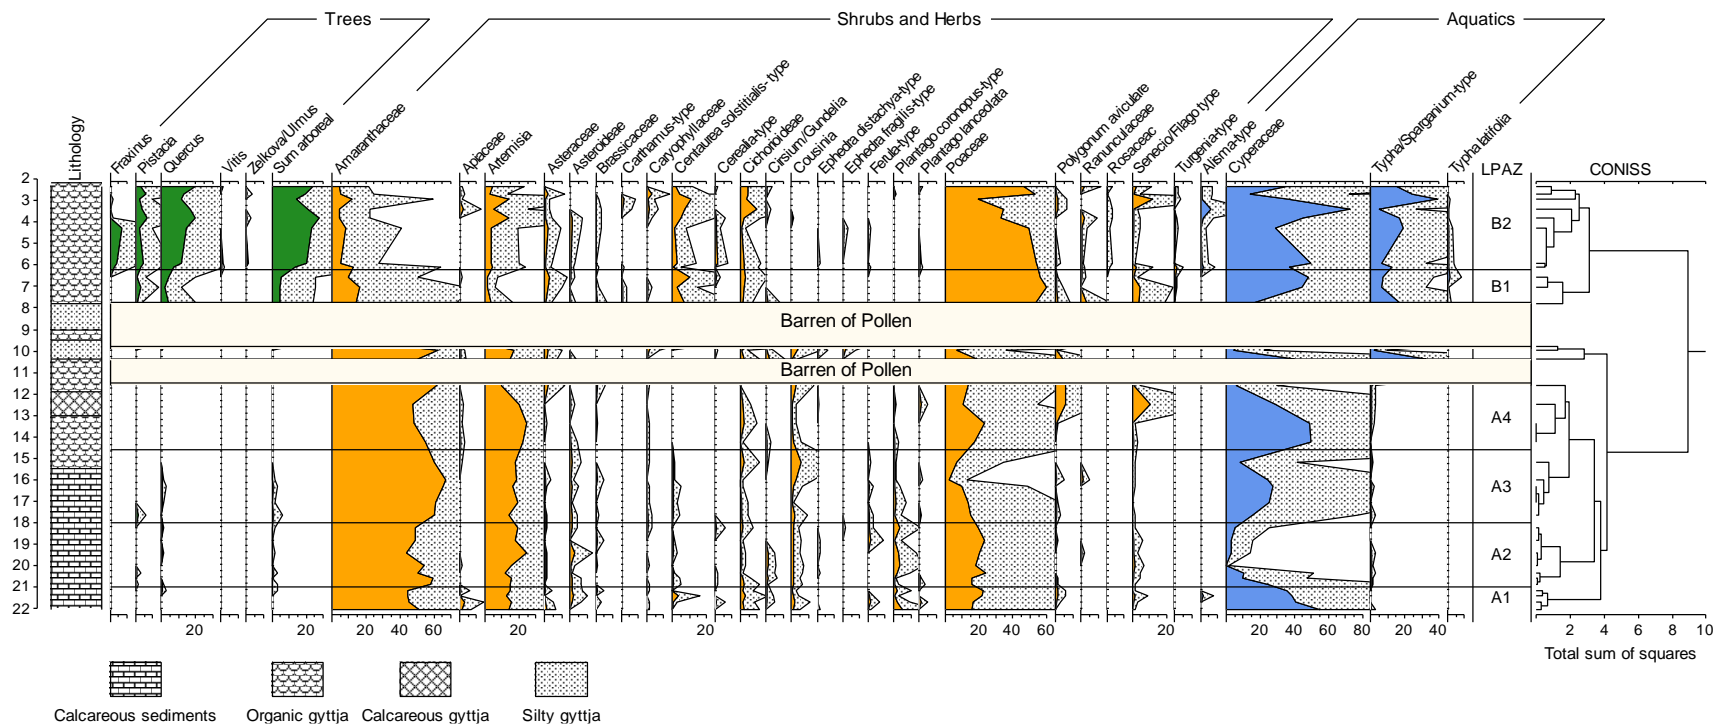 Trees
Shrubs and Herbs
Aquatics
Lithology
Fraxinus
Pistacia
Quercus
Vitis
Zelkova/Ulmus
Sum arboreal
Amaranthaceae
Apiaceae
Artemisia
Asteraceae
Asteroideae
Brassicaceae
Carthamus-type
Caryophyllaceae
Centaurea solstitialis-type
Cerealia-type
Cichorioideae
Cirsium/Gundelia
Cousinia
Ephedra distachya-type
Ephedra fragilis-type
Ferula-type
Plantago coronopus-type
Plantago lanceolata
Poaceae
Polygonum aviculare
Ranunculaceae
Rosaceae
Senecio/Filago type
Turgenia-type
Alisma-type
Cyperaceae
Typha/Sparganium-type
Typha latifolia
LPAZ
CONISS
2
3
4
5
6
7
8
9
10
11
12
13
14
15
16
17
18
19
20
21
22
B2
B1
Barren of Pollen
Barren of Pollen
A4
A3
A2
A1
20 20 20 40 60 20 20 20 40 60 20 20 40 60 80 20 40 2 4 6 8 10
Total sum of squares
Calcareous sediments Organic gyttja Calcareous gyttja Silty gyttja